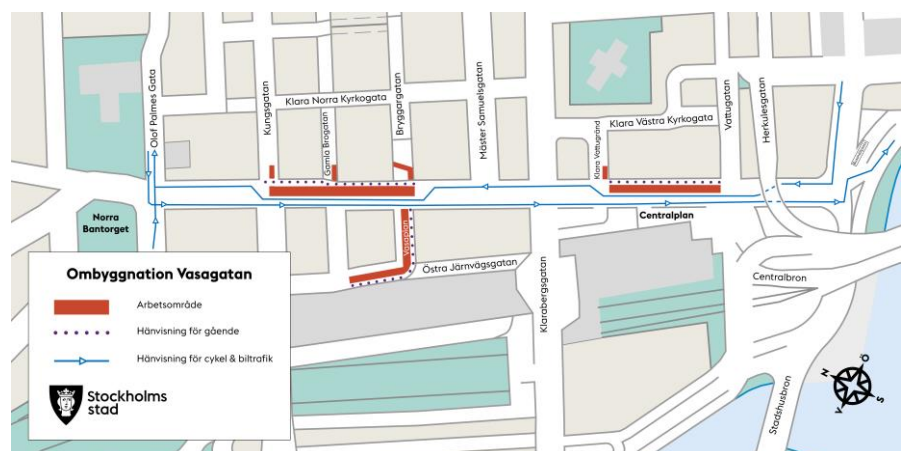 Olof Palmes Gata
Kungsgatan
Klara Norra Kyrkogata
Gamla Brogatan
Bryggargatan
Mäster Samuelsgatan
Klara Vattugränd
Klara Västra Kyrkogata
Vattugatan
Herkulesgatan
Norra
Bantorget
Vasaplan
Östra Järnvägsgatan
Klarabergsgatan
Centralplan
Centralbron
Stadshusbron
Ombyggnation Vasagatan
Arbetsområde
Hänvisning för gående
Hänvisning för cykel & biltrafik
Stockholms
stad
N
Ö
V
S